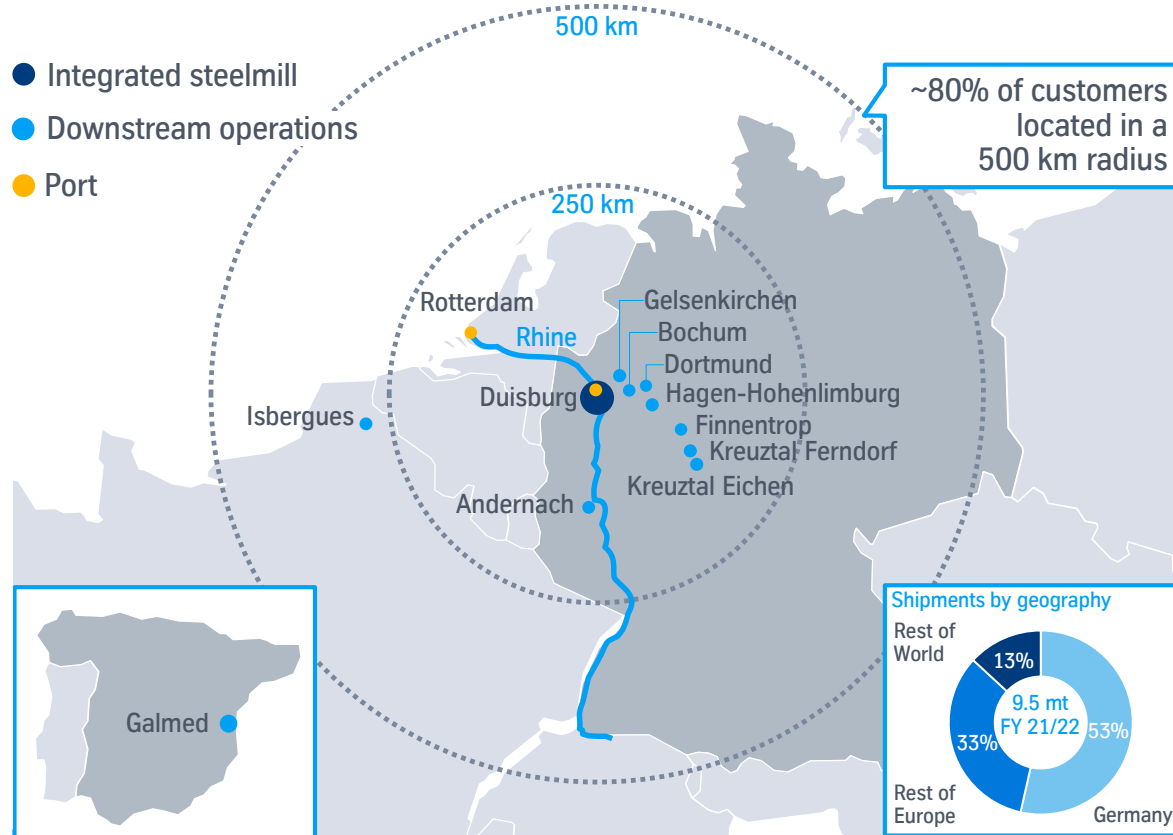 500 km
Integrated steelmill
Downstream operations
Port
~80% of customers
located in a
500 km radius
250 km
Rotterdam
Rhine
Gelsenkirchen
Bochum
Dortmund
Duisburg
Hagen-Hohenlimburg
Isbergues
Finnentrop
Kreuztal Ferndorf
Kreuztal Eichen
Andernach
Galmed
Shipments by geography
Rest of
World
13%
9.5 mt
FY 21/22
53%
33%
Rest of
Europe
Germany